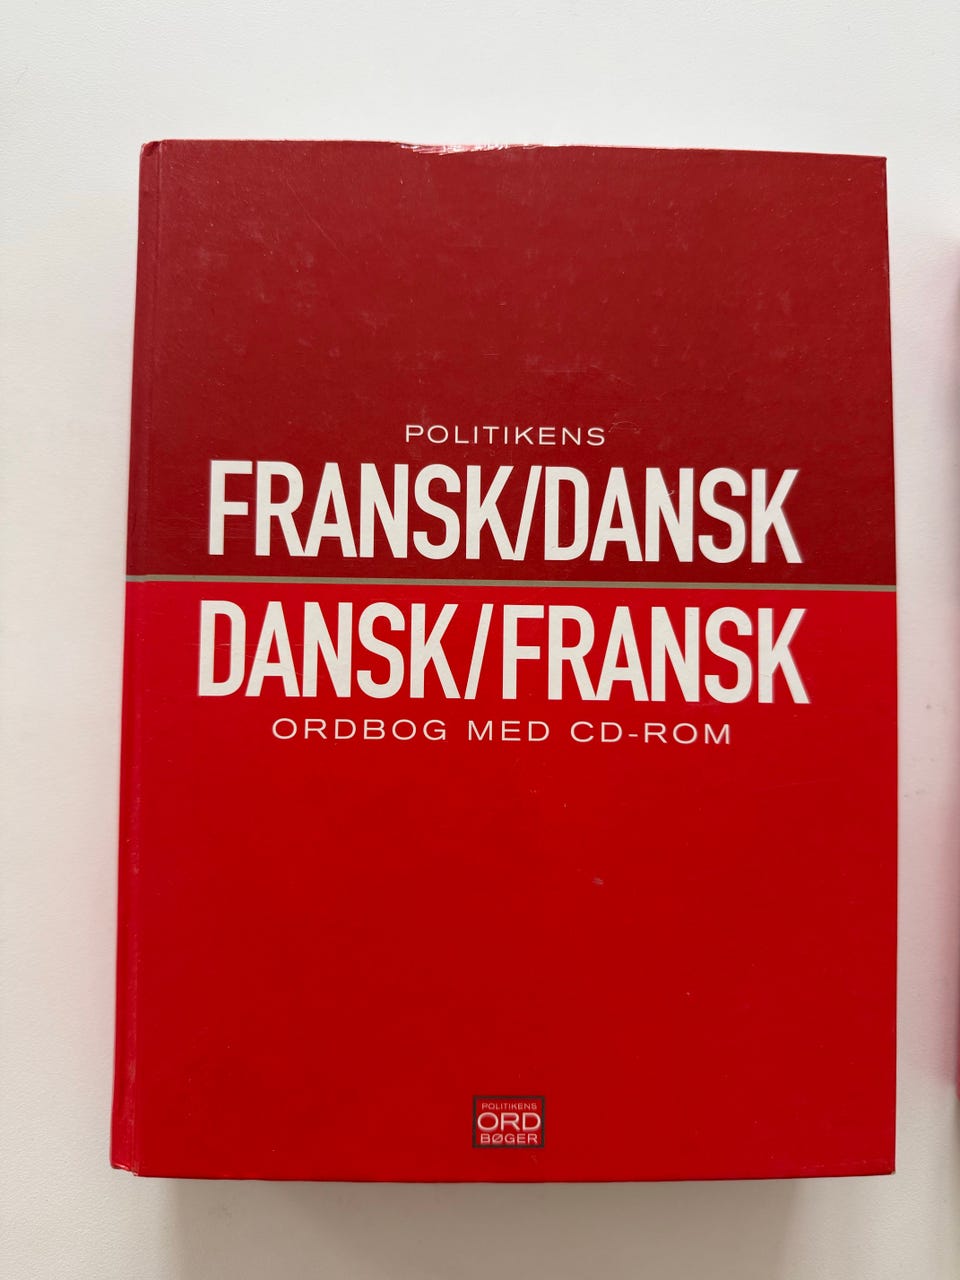 POLITIKENS
FRANSK/DANSK
DANSK/FRANSK
ORDBOG MED CD-ROM
POLITIKENS
ORD
BØGER